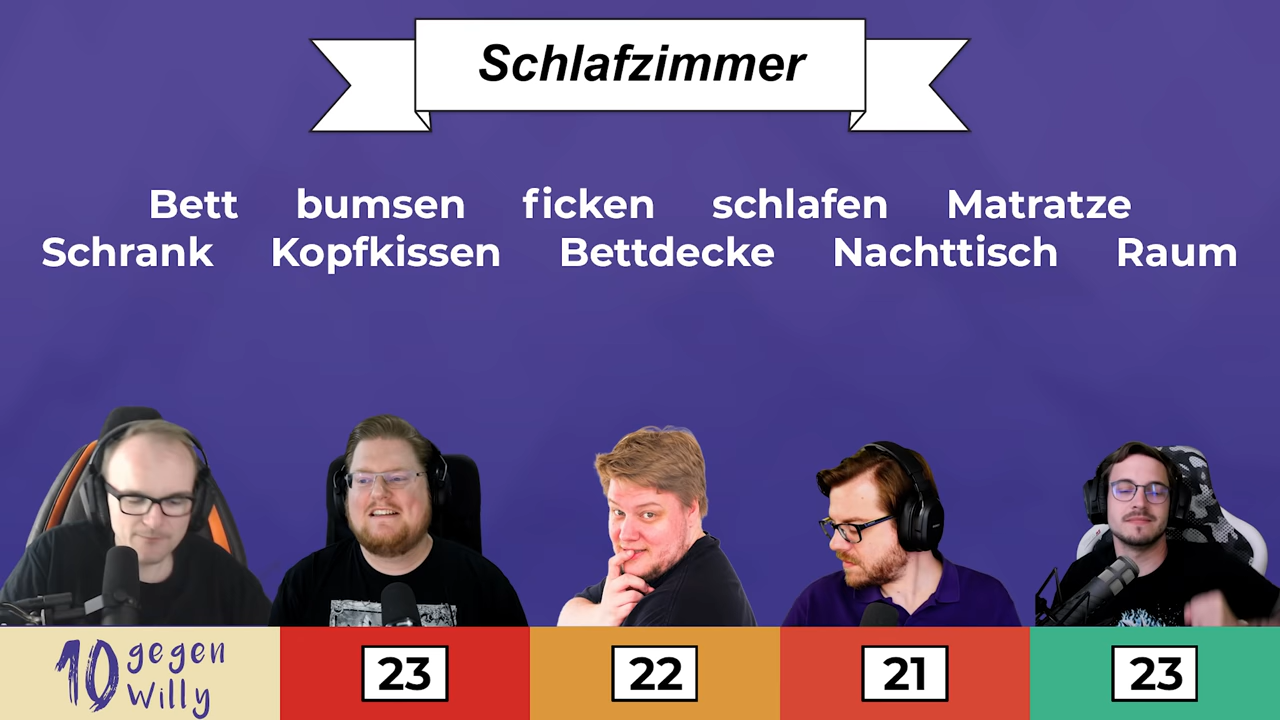 Schlafzimmer
Bett bumsen ficken schlafen Matratze
Schrank Kopfkissen Bettdecke Nachttisch Raum
10 gegen Willy
23 22 21 23